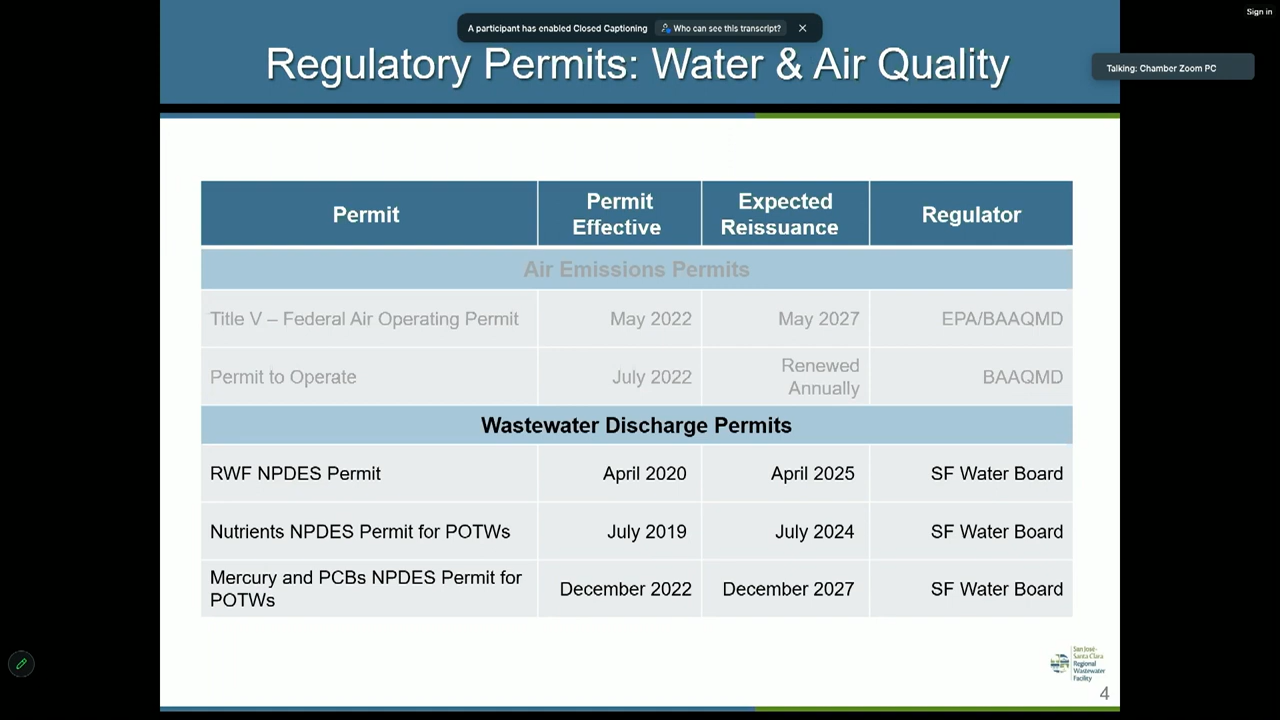 Sign in
A participant has enabled Closed Captioning
Who can see this transcript?
Regulatory Permits: Water & Air Quality
Talking: Chamber Zoom PC
Permit
Permit
Effective
Expected
Reissuance
Regulator
Air Emissions Permits
Title V – Federal Air Operating Permit
May 2022
May 2027
EPA/BAAQMD
Permit to Operate
July 2022
Renewed
Annually
BAAQMD
Wastewater Discharge Permits
RWF NPDES Permit
April 2020
April 2025
SF Water Board
Nutrients NPDES Permit for POTWs
July 2019
July 2024
SF Water Board
Mercury and PCBs NPDES Permit for
POTWs
December 2022
December 2027
SF Water Board
San José-
Santa Clara
Regional
Wastewater
Facility
4